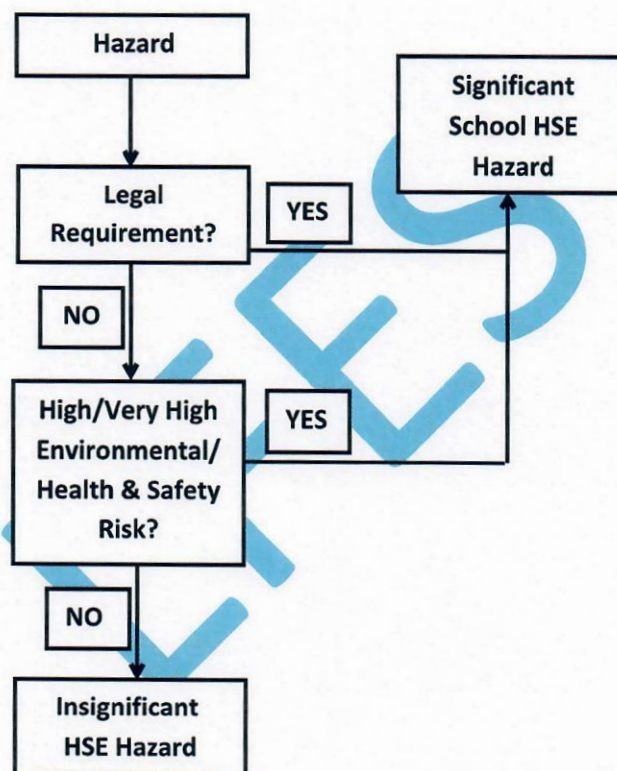 Hazard
Significant
School HSE
Hazard
Legal
Requirement?
YES
NO
High/Very High
Environmental/
Health & Safety
Risk?
YES
NO
Insignificant
HSE Hazard